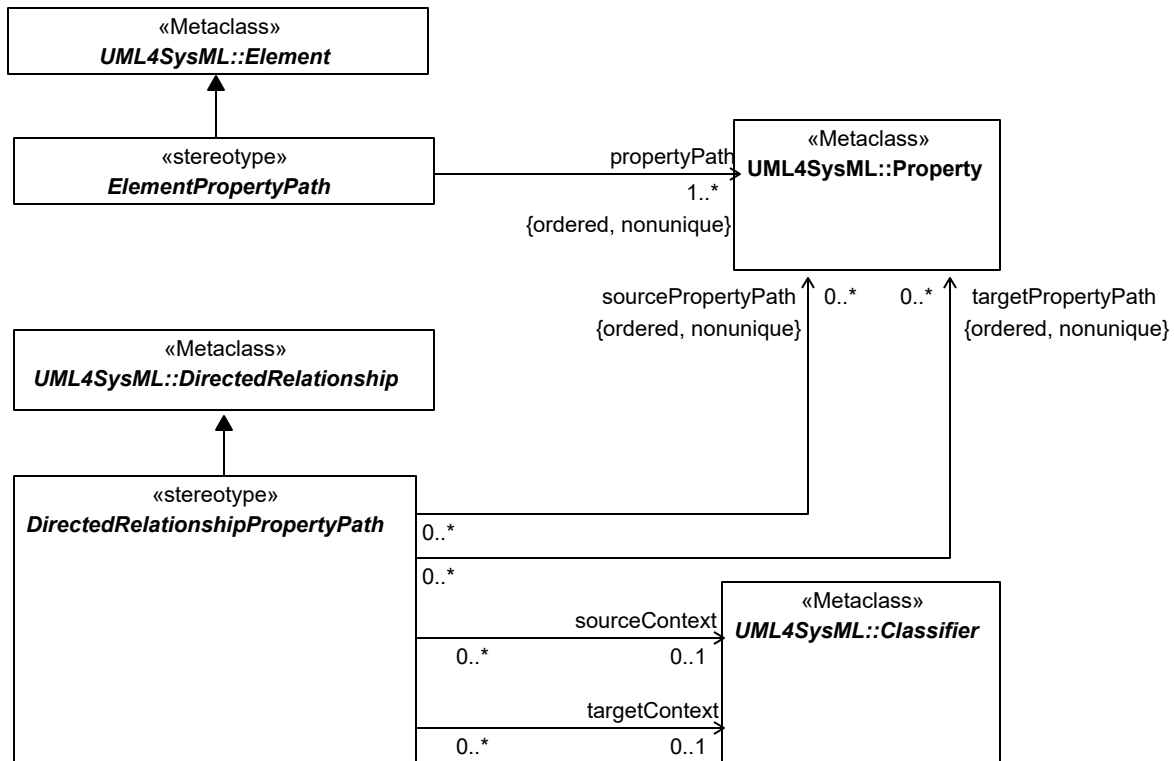 «Metaclass»
UML4SysML::Element
«stereotype»
ElementPropertyPath
propertyPath
1..*
{ordered, nonunique}
«Metaclass»
UML4SysML::Property
sourcePropertyPath
0..*
0..*
targetPropertyPath
{ordered, nonunique}
{ordered, nonunique}
«Metaclass»
UML4SysML::DirectedRelationship
«stereotype»
DirectedRelationshipPropertyPath
0..*
0..*
sourceContext
0..*
0..1
«Metaclass»
UML4SysML::Classifier
targetContext
0..*
0..1